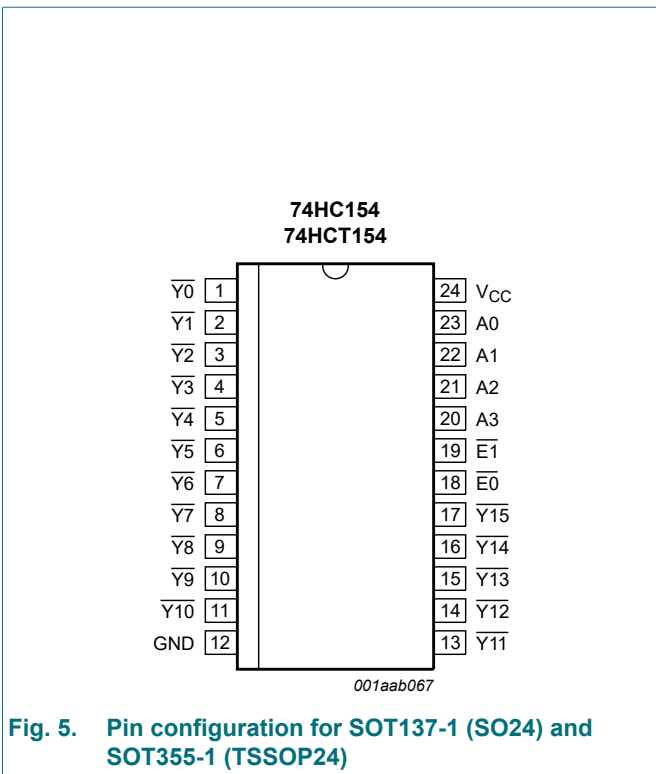 74HC154
74HCT154
Y0 1
Y1 2
Y2 3
Y3 4
Y4 5
Y5 6
Y6 7
Y7 8
Y8 9
Y9 10
Y10 11
GND 12
24 VCC
23 A0
22 A1
21 A2
20 A3
19 E1
18 E0
17 Y15
16 Y14
15 Y13
14 Y12
13 Y11
001aab067
Fig. 5. Pin configuration for SOT137-1 (SO24) and
SOT355-1 (TSSOP24)